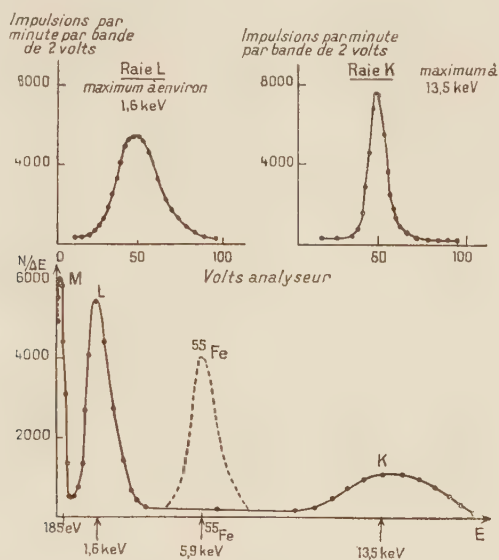 Impulsions par
minute par bande
de 2 volts
8000
4000
0
50
100
Raie L
maximum à environ
1,6 keV
Impulsions par minute
par bande de 2 volts
8000
4000
50
100
Raie K
maximum à
13,5 keV
Volts analyseur
N/ΔE
6000
4000
2000
M
L
55Fe
K
185 eV
1,6 keV
55Fe
5,9 keV
13,5 keV
E